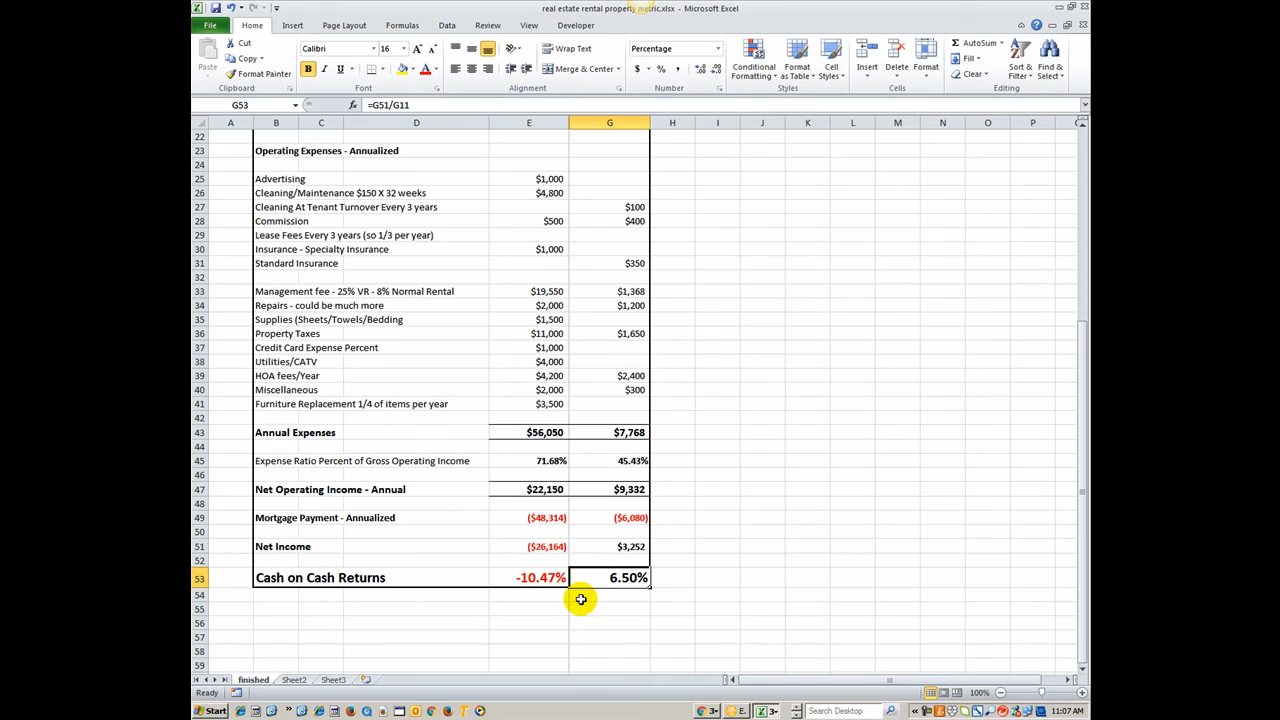 real estate rental property metric.xlsx - Microsoft Excel
File Home Insert Page Layout Formulas Data Review View Developer
Paste Cut Calibri 16 A A Wrap Text Percentage Conditional Formatting Format as Table Cell Styles Insert Delete Format AutoSum Sort & Filter Find & Select
Copy Fill
Format Painter B I U A Merge & Center $ % , Clear
Clipboard Font Alignment Number Styles Cells Editing
G53 fx =G51/G11
A B C D E G H I J K L M N O P
22
23 Operating Expenses - Annualized
24
25 Advertising $1,000
26 Cleaning/Maintenance $150 X 32 weeks $4,800
27 Cleaning At Tenant Turnover Every 3 years $100
28 Commission $500 $400
29 Lease Fees Every 3 years (so 1/3 per year)
30 Insurance - Specialty Insurance $1,000
31 Standard Insurance $350
32
33 Management fee - 25% VR - 8% Normal Rental $19,550 $1,368
34 Repairs - could be much more $2,000 $1,200
35 Supplies (Sheets/Towels/Bedding $1,500
36 Property Taxes $11,000 $1,650
37 Credit Card Expense Percent $1,000
38 Utilities/CATV $4,000
39 HOA fees/Year $4,200 $2,400
40 Miscellaneous $2,000 $300
41 Furniture Replacement 1/4 of items per year $3,500
42
43 Annual Expenses $56,050 $7,768
44
45 Expense Ratio Percent of Gross Operating Income 71.68% 45.43%
46
47 Net Operating Income - Annual $22,150 $9,332
48
49 Mortgage Payment - Annualized ($48,314) ($6,080)
50
51 Net Income ($26,164) $3,252
52
53 Cash on Cash Returns -10.47% 6.50%
54
55
56
57
58
59
finished Sheet2 Sheet3
Ready 100%
Start 3 E. 3 Search Desktop 11:07 AM